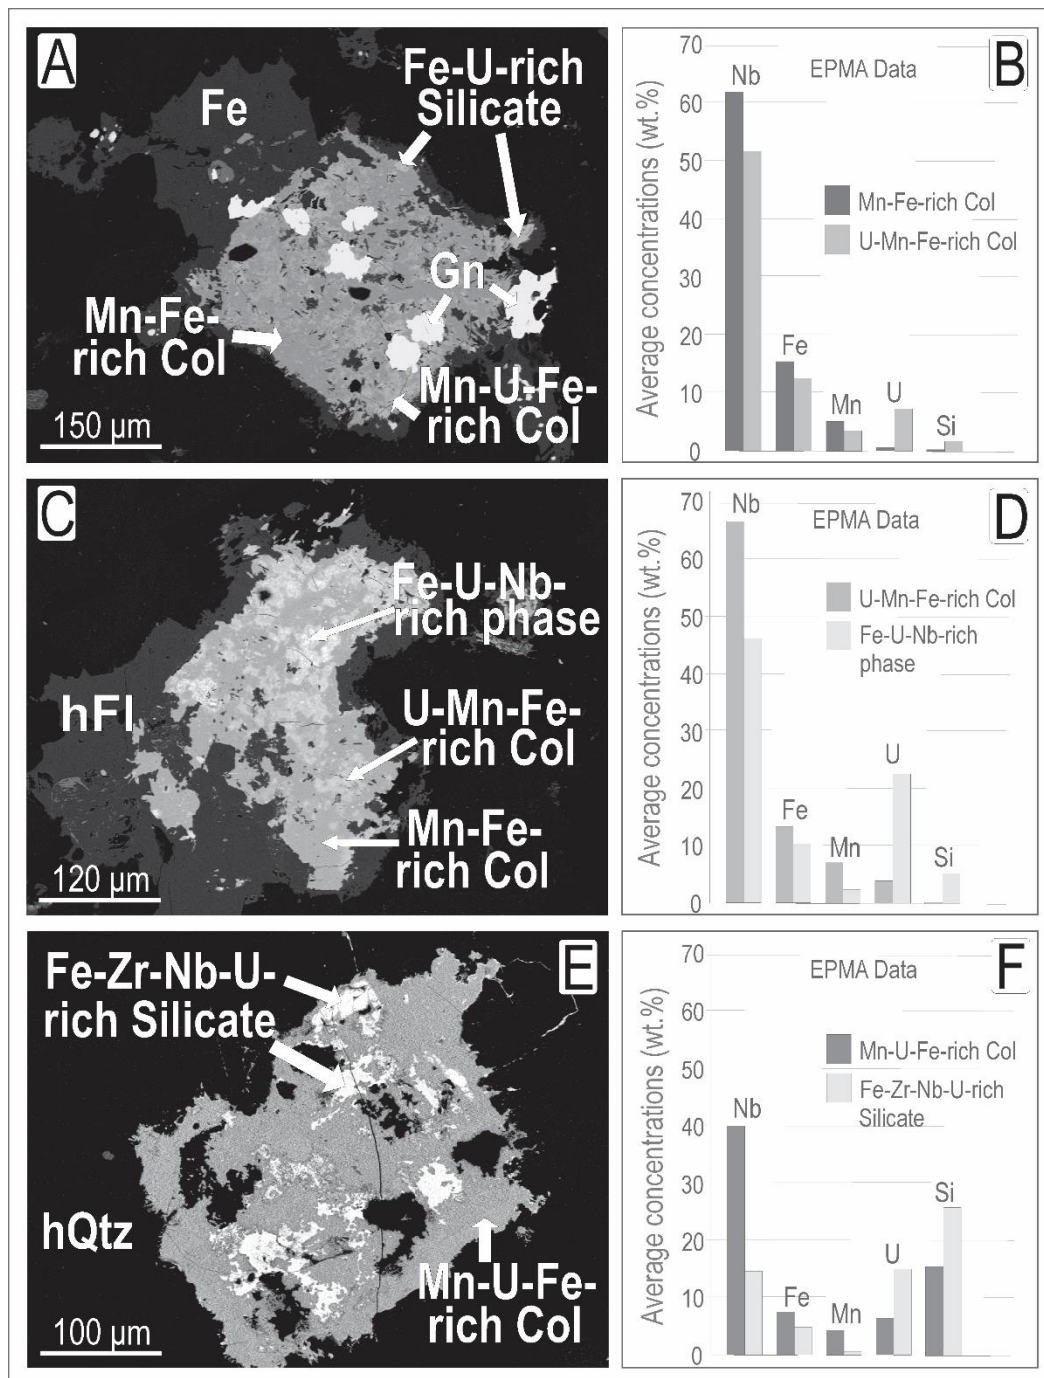 A
Fe-U-rich
Silicate
Fe
Gn
Mn-Fe-
rich Col
Mn-U-Fe-
rich Col
150 µm
B
EPMA Data
Average concentrations (wt.%)
70
60
50
40
30
20
10
0
Nb
Fe
Mn
U
Si
Mn-Fe-rich Col
U-Mn-Fe-rich Col
C
Fe-U-Nb-
rich phase
hFl
U-Mn-Fe-
rich Col
Mn-Fe-
rich Col
120 µm
D
EPMA Data
Average concentrations (wt.%)
70
60
50
40
30
20
10
0
Nb
Fe
Mn
U
Si
U-Mn-Fe-rich Col
Fe-U-Nb-rich
phase
E
Fe-Zr-Nb-U-
rich Silicate
hQtz
Mn-U-Fe-
rich Col
100 µm
F
EPMA Data
Average concentrations (wt.%)
70
60
50
40
30
20
10
0
Nb
Fe
Mn
U
Si
Mn-U-Fe-rich Col
Fe-Zr-Nb-U-rich
Silicate